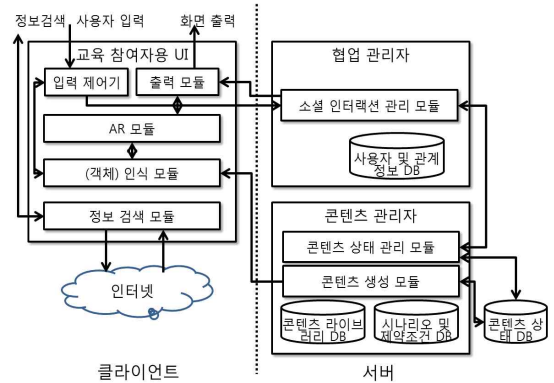 정보검색 사용자 입력 화면 출력
교육 참여자용 UI
입력 제어기
출력 모듈
AR 모듈
(객체) 인식 모듈
정보 검색 모듈
인터넷
클라이언트
협업 관리자
소셜 인터랙션 관리 모듈
사용자 및 관계
정보 DB
콘텐츠 관리자
콘텐츠 상태 관리 모듈
콘텐츠 생성 모듈
콘텐츠 라이브
러리 DB
시나리오 및
제약조건 DB
콘텐츠 상
태 DB
서버